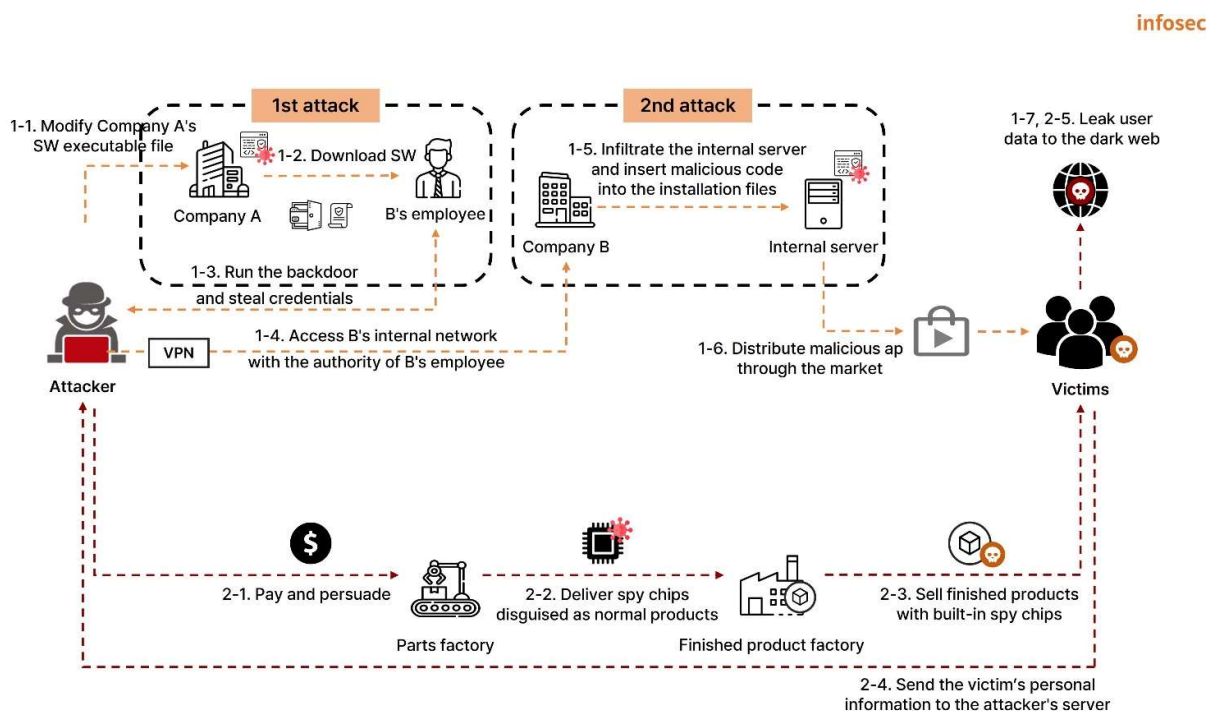 infosec
1st attack
2nd attack
1-1. Modify Company A's
SW executable file
1-2. Download SW
Company A
B's employee
1-5. Infiltrate the internal server
and insert malicious code
into the installation files
Company B
Internal server
1-7, 2-5. Leak user
data to the dark web
1-3. Run the backdoor
and steal credentials
1-4. Access B's internal network
with the authority of B's employee
VPN
Attacker
1-6. Distribute malicious ap
through the market
Victims
$
2-1. Pay and persuade
Parts factory
2-2. Deliver spy chips
disguised as normal products
Finished product factory
2-3. Sell finished products
with built-in spy chips
2-4. Send the victim's personal
information to the attacker's server